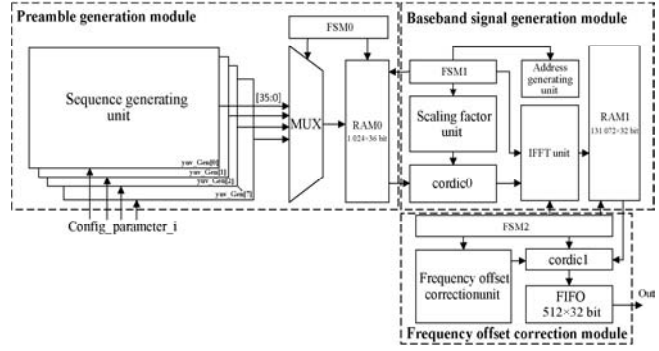 Preamble generation module
Baseband signal generation module
FSM0
FSM1
Address
generating
unit
Sequence generating
unit
[35:0]
MUX
RAM0
1 024×36 bit
Scaling factor
unit
IFFT unit
RAM1
131 072×32 bit
cordic0
yuv_Gen[0]
yuv_Gen[1]
yuv_Gen[2]
yuv_Gen[7]
Config_parameter_i
FSM2
Frequency offset
correctionunit
cordic1
FIFO
512×32 bit
Out
Frequency offset correction module